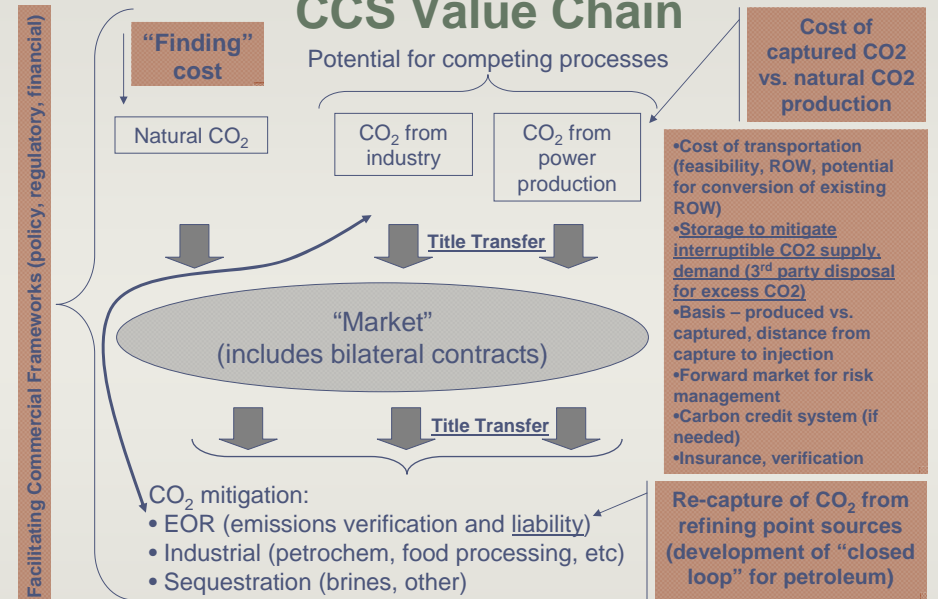 CCS Value Chain
Facilitating Commercial Frameworks (policy, regulatory, financial)
“Finding”
cost
Potential for competing processes
Cost of
captured CO2
vs. natural CO2
production
Natural CO₂
CO₂ from
industry
CO₂ from
power
production
•Cost of transportation
(feasibility, ROW, potential
for conversion of existing
ROW)
•Storage to mitigate
interruptible CO2 supply,
demand (3rd party disposal
for excess CO2)
•Basis – produced vs.
captured, distance from
capture to injection
•Forward market for risk
management
•Carbon credit system (if
needed)
•Insurance, verification
Title Transfer
“Market”
(includes bilateral contracts)
Title Transfer
CO₂ mitigation:
• EOR (emissions verification and liability)
• Industrial (petrochem, food processing, etc)
• Sequestration (brines, other)
Re-capture of CO₂ from
refining point sources
(development of “closed
loop” for petroleum)